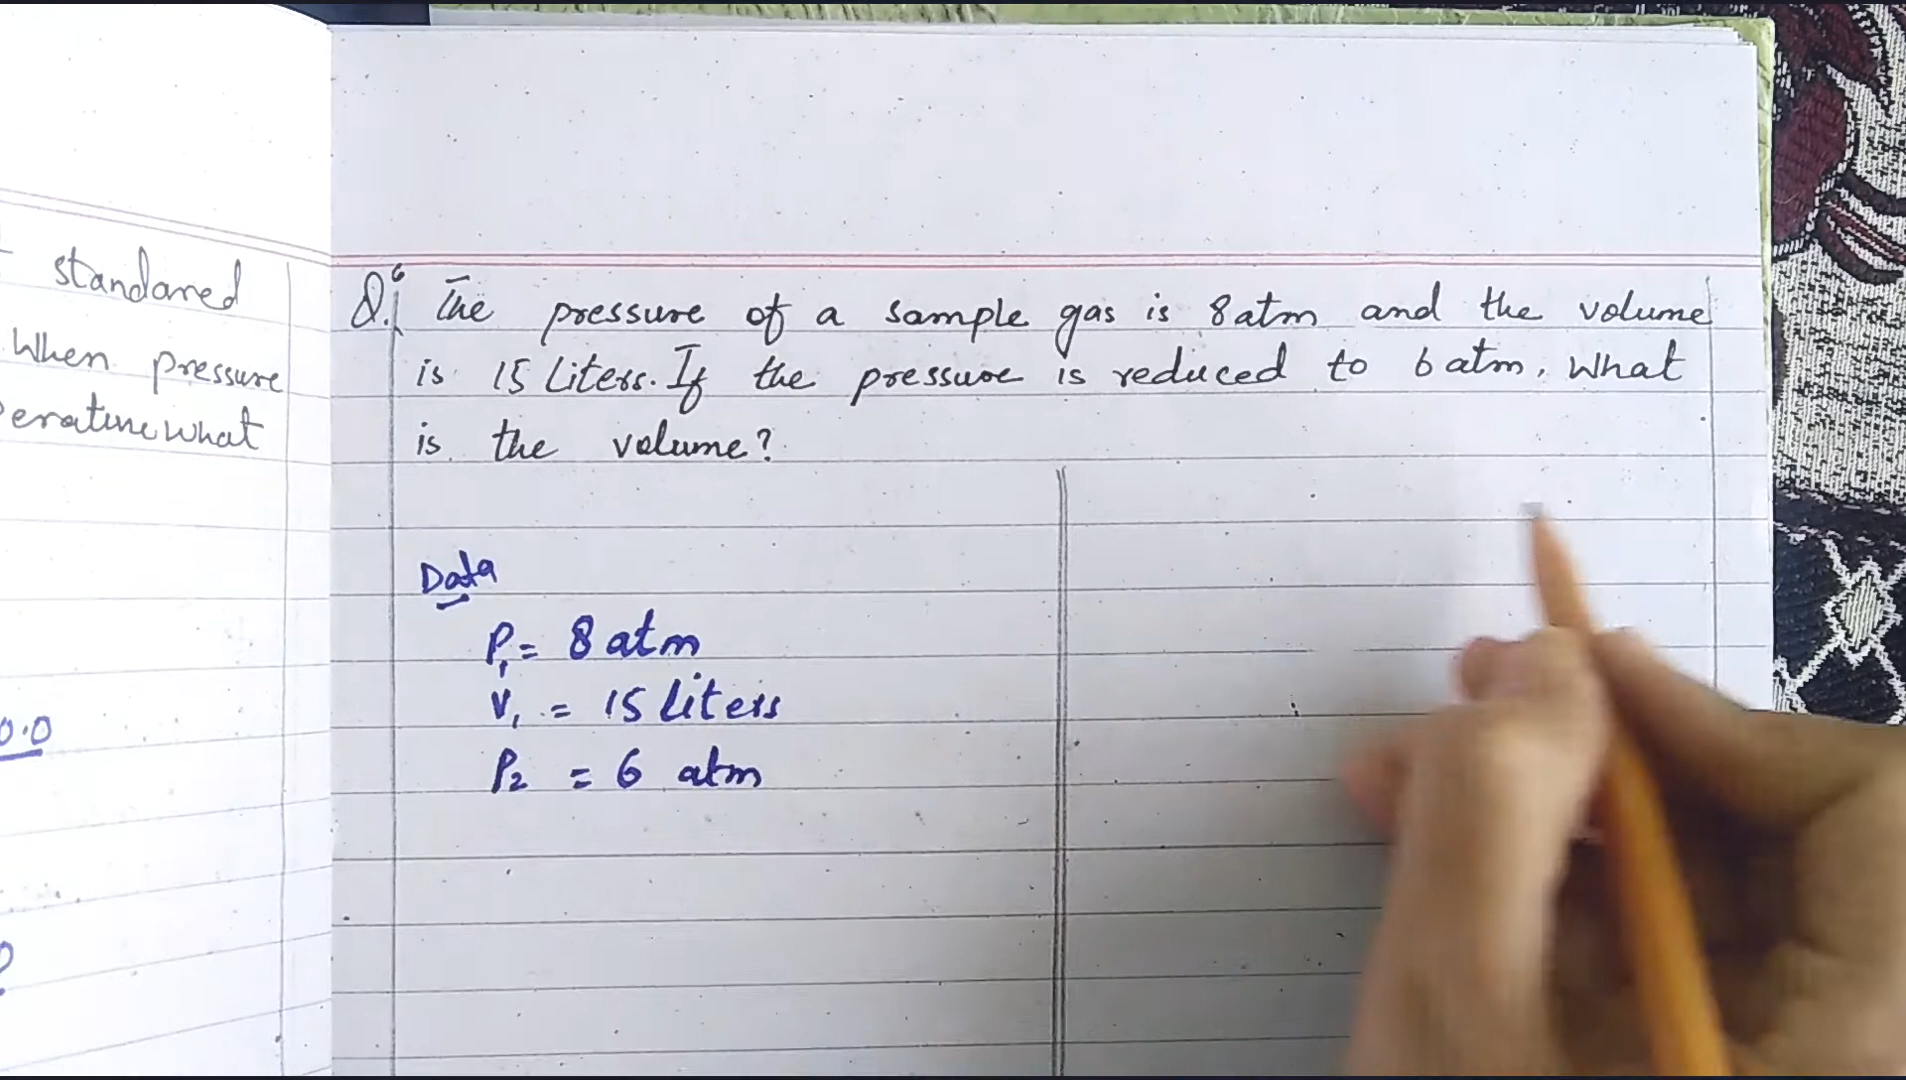 standared
When pressure
eratine what
0.0
Q.6 The pressure of a sample gas is 8 atm and the volume
is 15 Liters. If the pressure is reduced to 6 atm. What
is the volume?
Data
P1 = 8 atm
V1 = 15 Liters
P2 = 6 atm